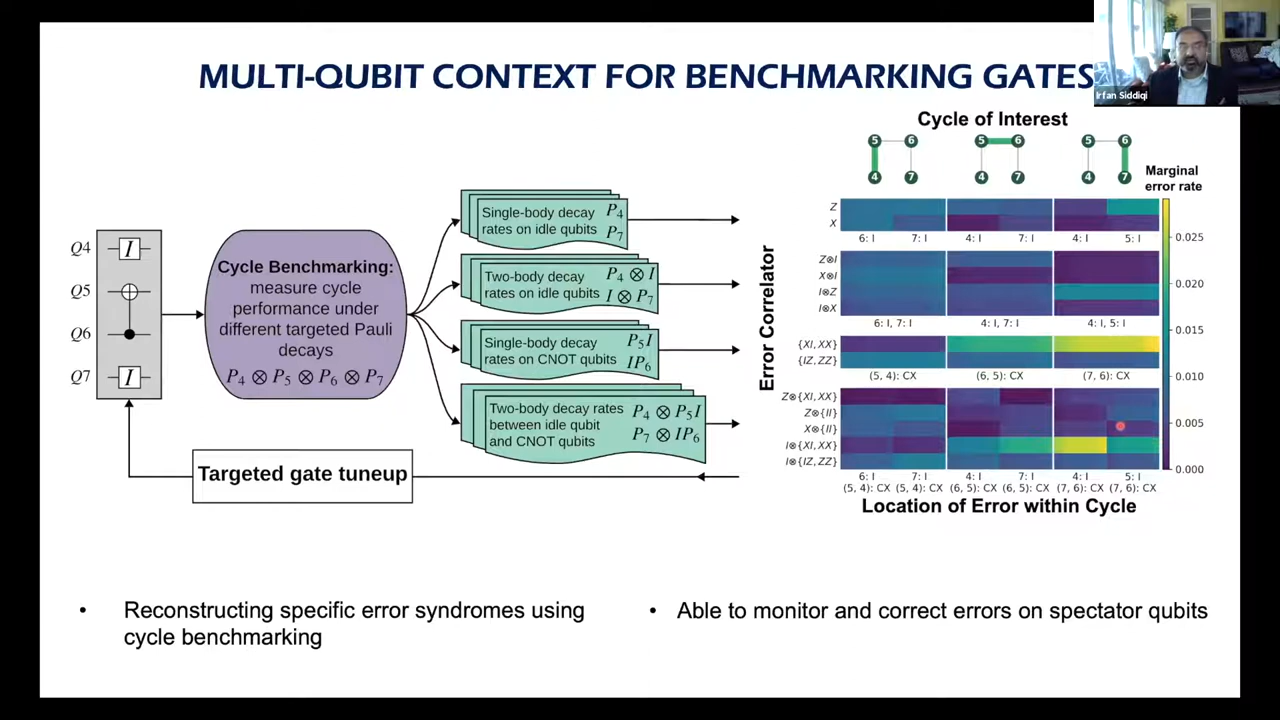 MULTI-QUBIT CONTEXT FOR BENCHMARKING GATES
Irfan Siddiqi
Q4
I
Q5
Q6
Q7
I
Cycle Benchmarking:
measure cycle
performance under
different targeted Pauli
decays
P4 ⊗ P5 ⊗ P6 ⊗ P7
Single-body decay P4
rates on idle qubits P7
Two-body decay P4 ⊗ I
rates on idle qubits I ⊗ P7
Single-body decay P5I
rates on CNOT qubits IP6
Two-body decay rates P4 ⊗ P5I
between idle qubit
and CNOT qubits P7 ⊗ IP6
Targeted gate tuneup
Cycle of Interest
5 6 5 6 5 6
4 7 4 7 4 7
Marginal
error rate
0.025
0.020
0.015
0.010
0.005
0.000
Error Correlator
Z
X
6: I 7: I 4: I 7: I 4: I 5: I
Z⊗I
X⊗I
I⊗Z
I⊗X
6: I, 7: I 4: I, 7: I 4: I, 5: I
{XI, XX}
{IZ, ZZ}
(5, 4): CX (6, 5): CX (7, 6): CX
Z⊗{XI, XX}
Z⊗{II}
X⊗{II}
I⊗{XI, XX}
I⊗{IZ, ZZ}
6: I 7: I 4: I 7: I 4: I 5: I
(5, 4): CX (5, 4): CX (6, 5): CX (6, 5): CX (7, 6): CX (7, 6): CX
Location of Error within Cycle
• Reconstructing specific error syndromes using
cycle benchmarking
• Able to monitor and correct errors on spectator qubits